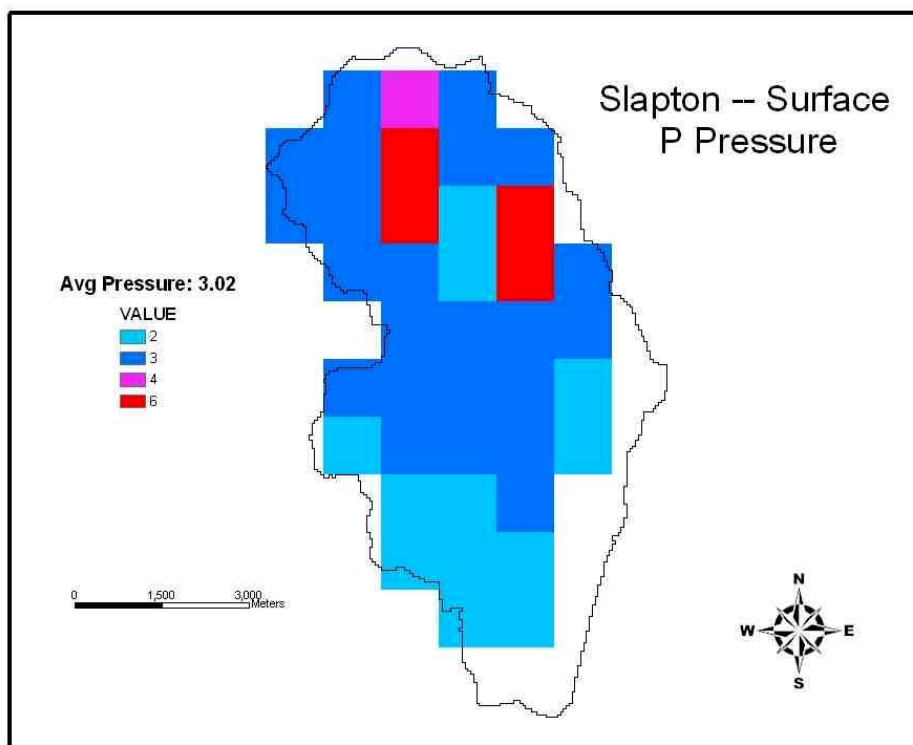 Slapton -- Surface
P Pressure
Avg Pressure: 3.02
VALUE
2
3
4
6
0 1,500 3,000
Meters
N
W E
S